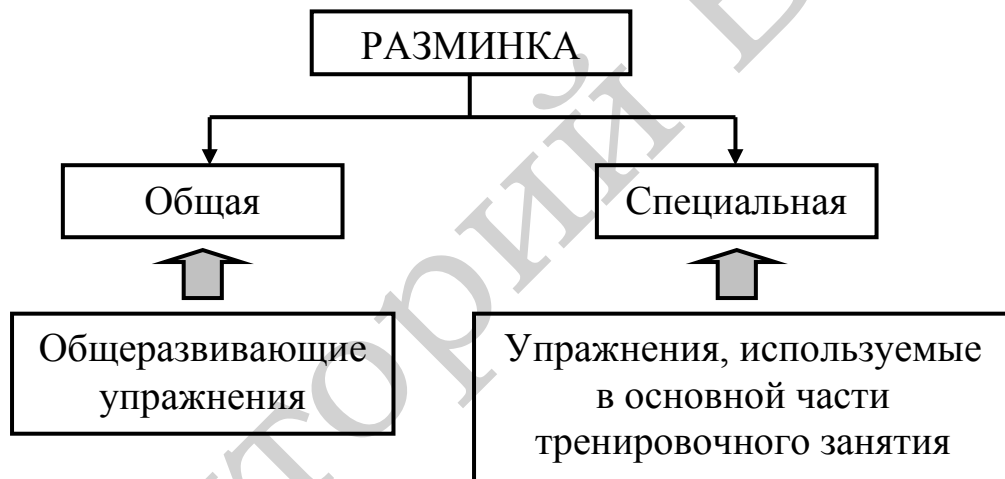 РАЗМИНКА
Общая
Специальная
Общеразвивающие
упражнения
Упражнения, используемые
в основной части
тренировочного занятия